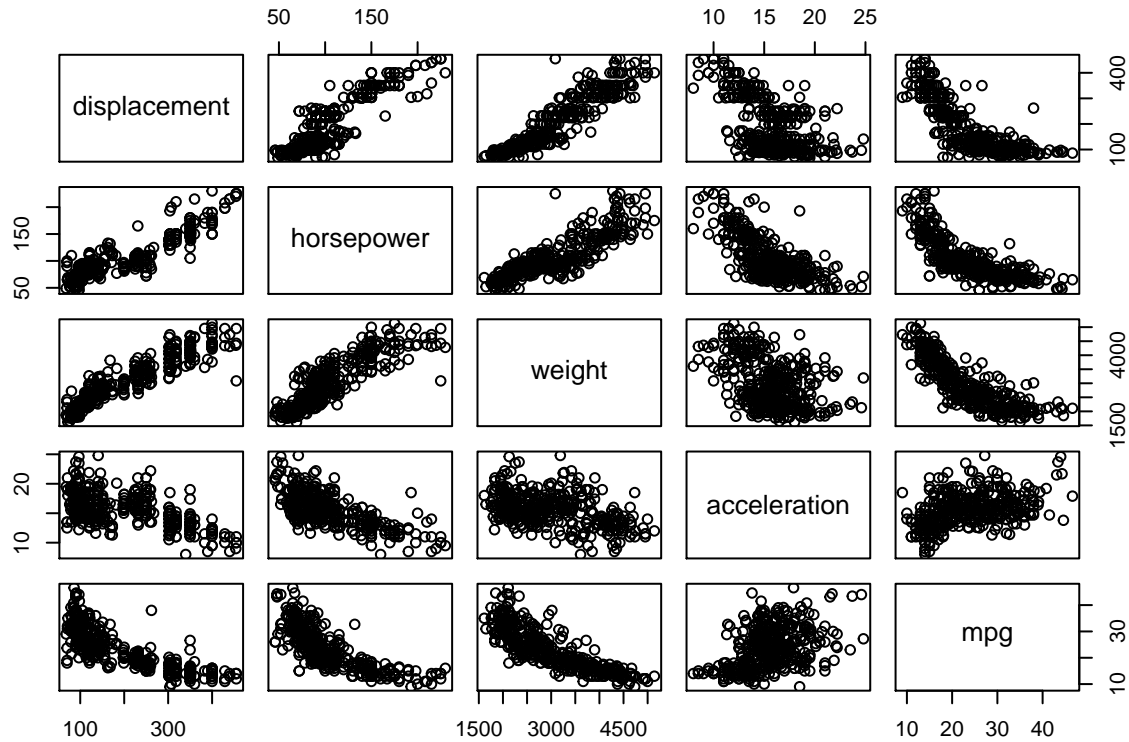 50 150 10 15 20 25
displacement 100 400
50 150 horsepower
weight 1500 4000
10 20 acceleration
mpg 10 30
100 300 1500 3000 4500 10 20 30 40